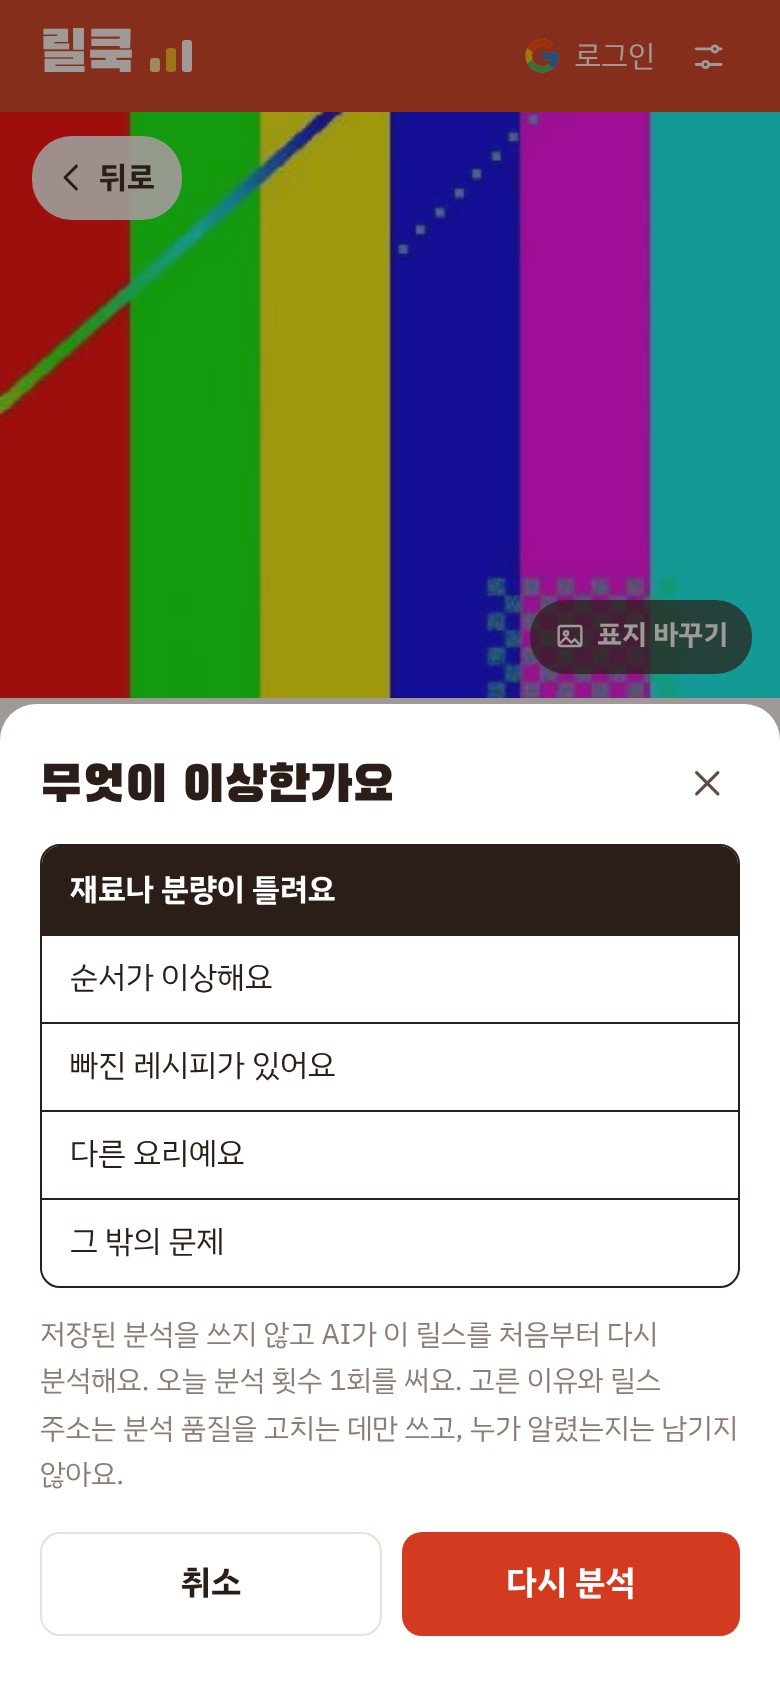 릴쿡
로그인
뒤로
표지 바꾸기
무엇이 이상한가요
재료나 분량이 틀려요
순서가 이상해요
빠진 레시피가 있어요
다른 요리예요
그 밖의 문제
저장된 분석을 쓰지 않고 AI가 이 릴스를 처음부터 다시
분석해요. 오늘 분석 횟수 1회를 써요. 고른 이유와 릴스
주소는 분석 품질을 고치는 데만 쓰고, 누가 알렸는지는 남기지
않아요.
취소
다시 분석